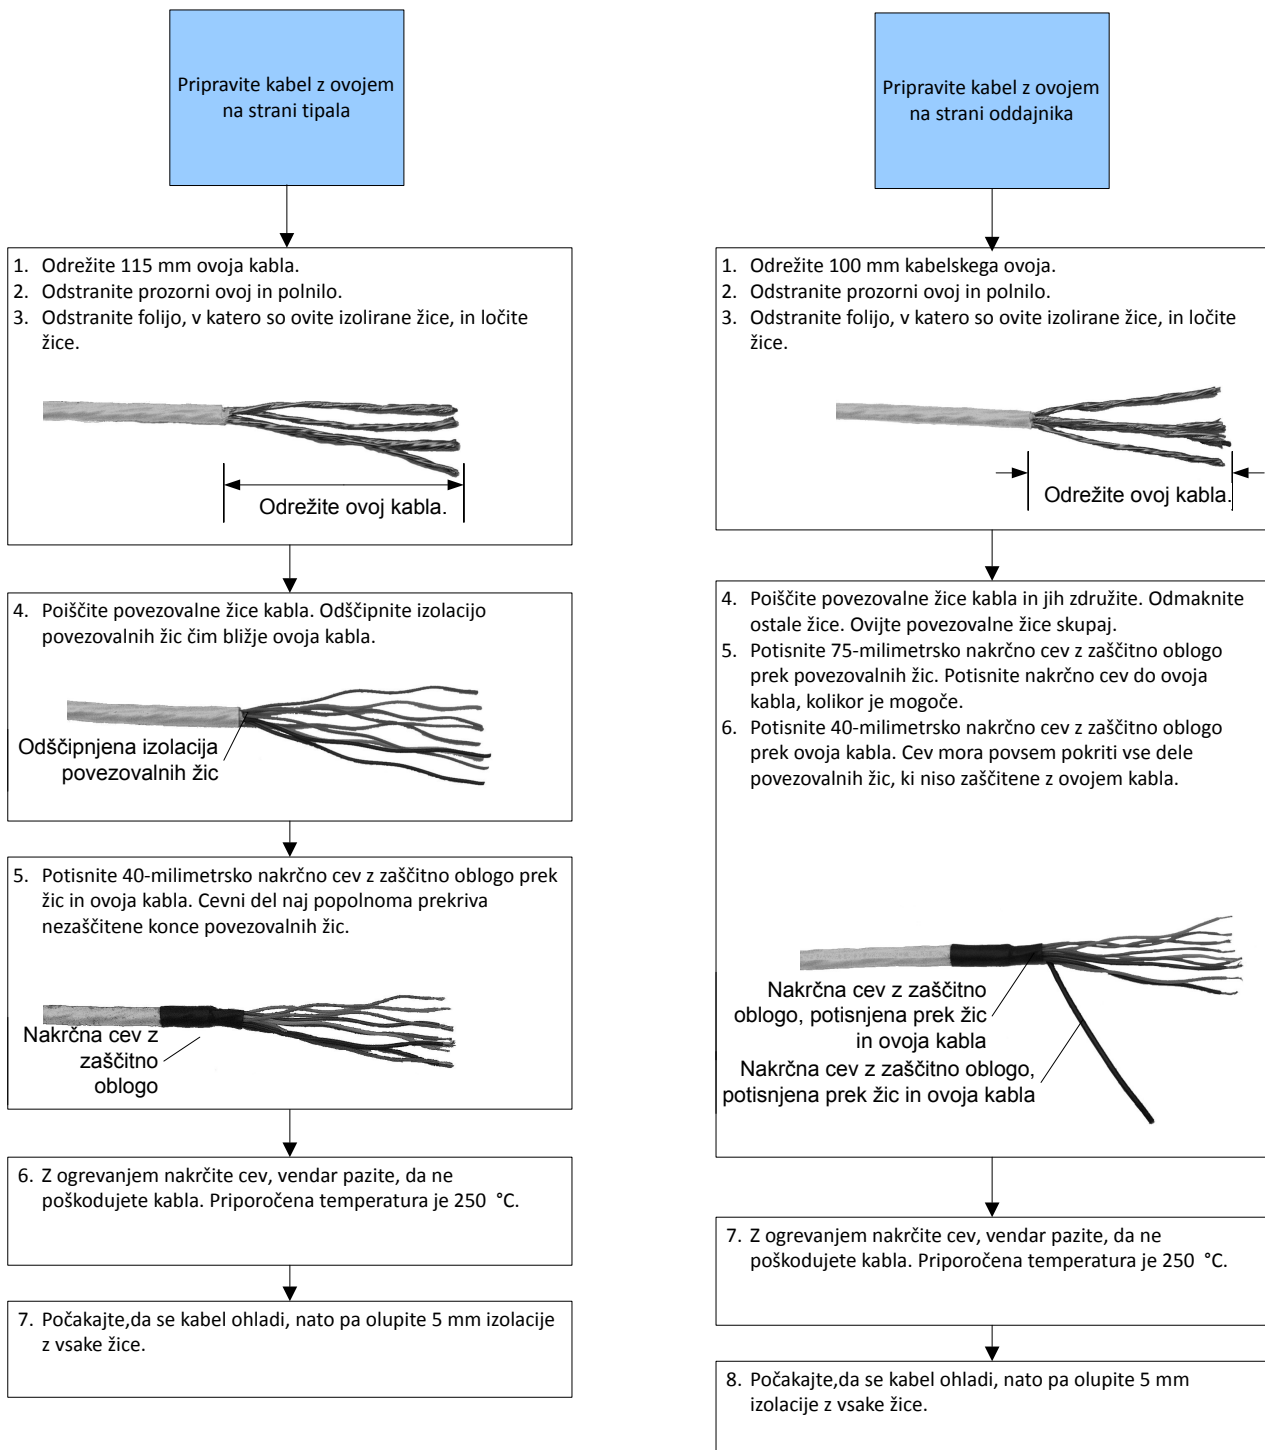 Pripravite kabel z ovojem
na strani tipala
1. Odrežite 115 mm ovoja kabla.
2. Odstranite prozorni ovoj in polnilo.
3. Odstranite folijo, v katero so ovite izolirane žice, in ločite
žice.
Odrežite ovoj kabla.
4. Poiščite povezovalne žice kabla. Odščipnite izolacijo
povezovalnih žic čim bližje ovoja kabla.
Odščipnjena izolacija
povezovalnih žic
5. Potisnite 40-milimetrsko nakrčno cev z zaščitno oblogo prek
žic in ovoja kabla. Cevni del naj popolnoma prekriva
nezaščitene konce povezovalnih žic.
Nakrčna cev z
zaščitno
oblogo
6. Z ogrevanjem nakrčite cev, vendar pazite, da ne
poškodujete kabla. Priporočena temperatura je 250 °C.
7. Počakajte,da se kabel ohladi, nato pa olupite 5 mm izolacije
z vsake žice.
Pripravite kabel z ovojem
na strani oddajnika
1. Odrežite 100 mm kabelskega ovoja.
2. Odstranite prozorni ovoj in polnilo.
3. Odstranite folijo, v katero so ovite izolirane žice, in ločite
žice.
Odrežite ovoj kabla.
4. Poiščite povezovalne žice kabla in jih združite. Odmaknite
ostale žice. Ovijte povezovalne žice skupaj.
5. Potisnite 75-milimetrsko nakrčno cev z zaščitno oblogo
prek povezovalnih žic. Potisnite nakrčno cev do ovoja
kabla, kolikor je mogoče.
6. Potisnite 40-milimetrsko nakrčno cev z zaščitno oblogo
prek ovoja kabla. Cev mora povsem pokriti vse dele
povezovalnih žic, ki niso zaščitene z ovojem kabla.
Nakrčna cev z zaščitno
oblogo, potisnjena prek žic
in ovoja kabla
Nakrčna cev z zaščitno oblogo,
potisnjena prek žic in ovoja kabla
7. Z ogrevanjem nakrčite cev, vendar pazite, da ne
poškodujete kabla. Priporočena temperatura je 250 °C.
8. Počakajte,da se kabel ohladi, nato pa olupite 5 mm
izolacije z vsake žice.